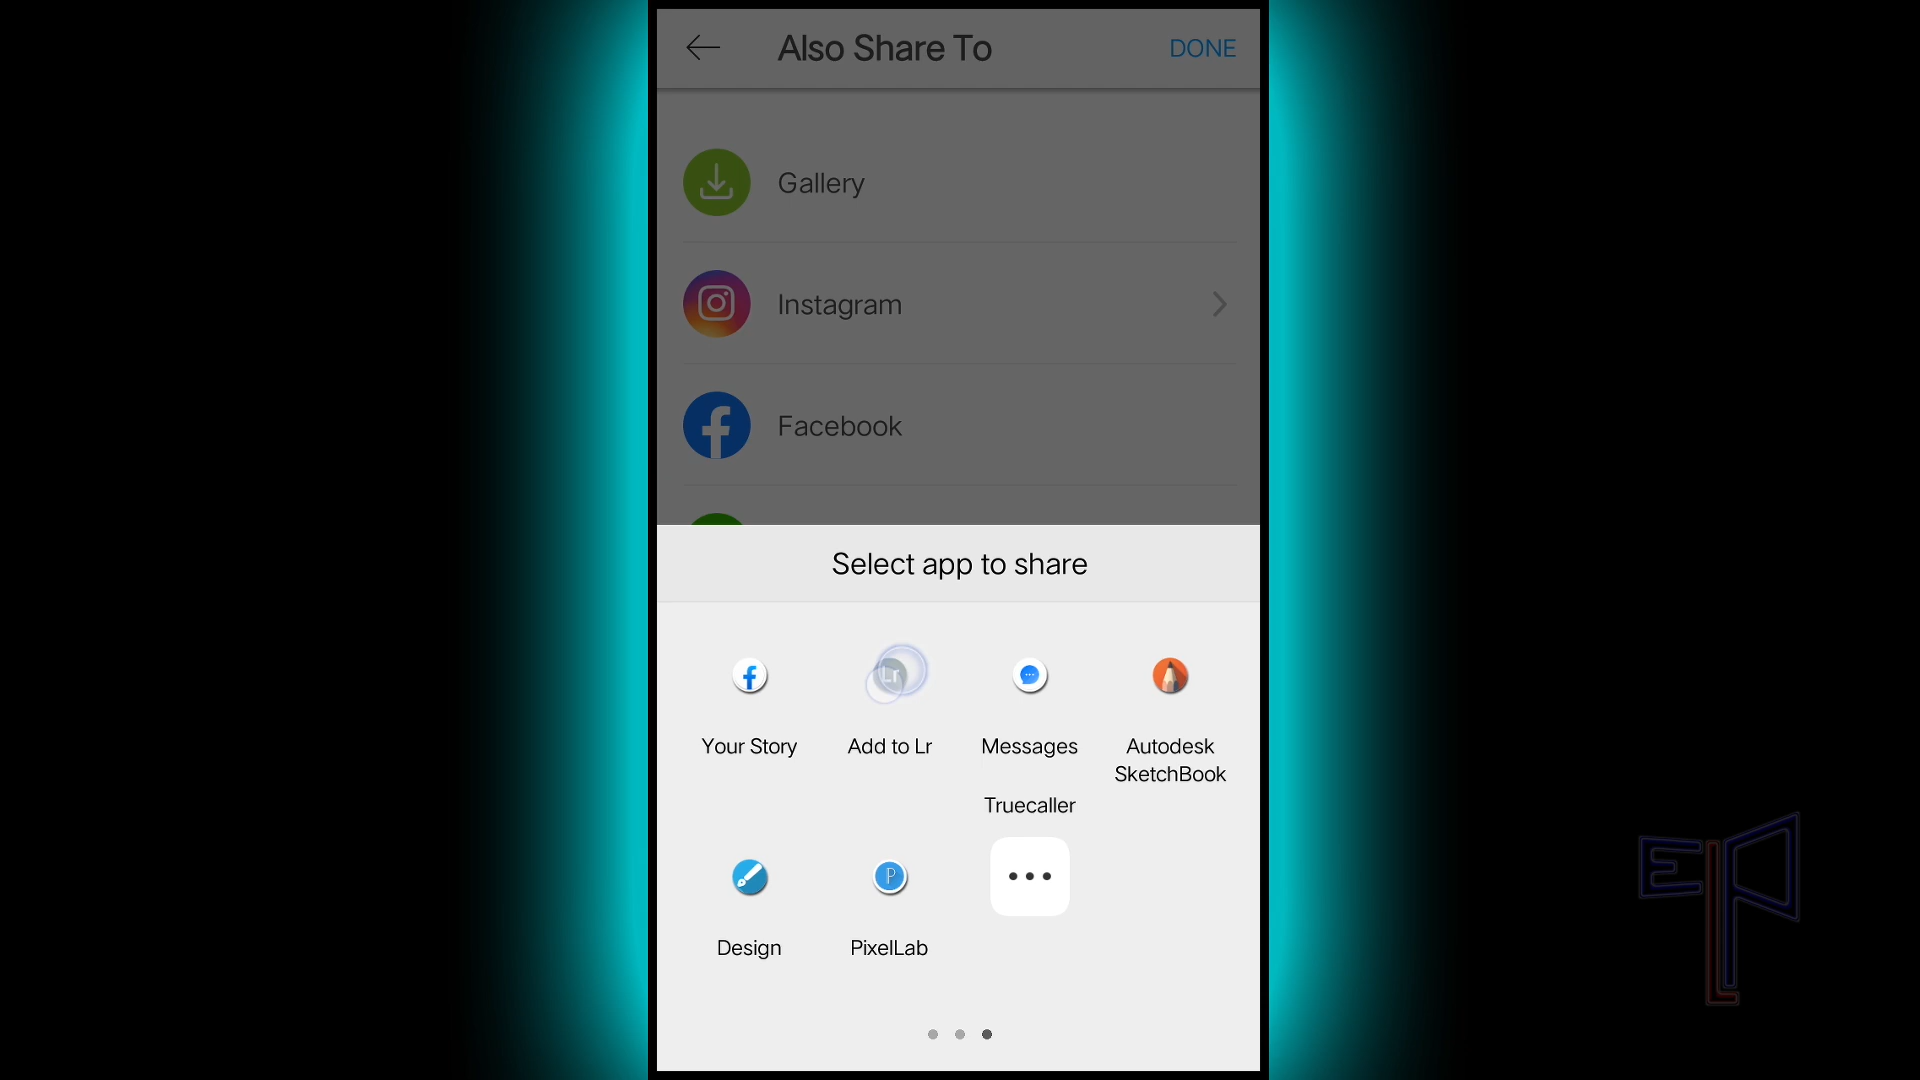 Also Share To
DONE
Gallery
Instagram
Facebook
Select app to share
Your Story
Add to Lr
Messages
Autodesk
SketchBook
Truecaller
Design
PixelLab